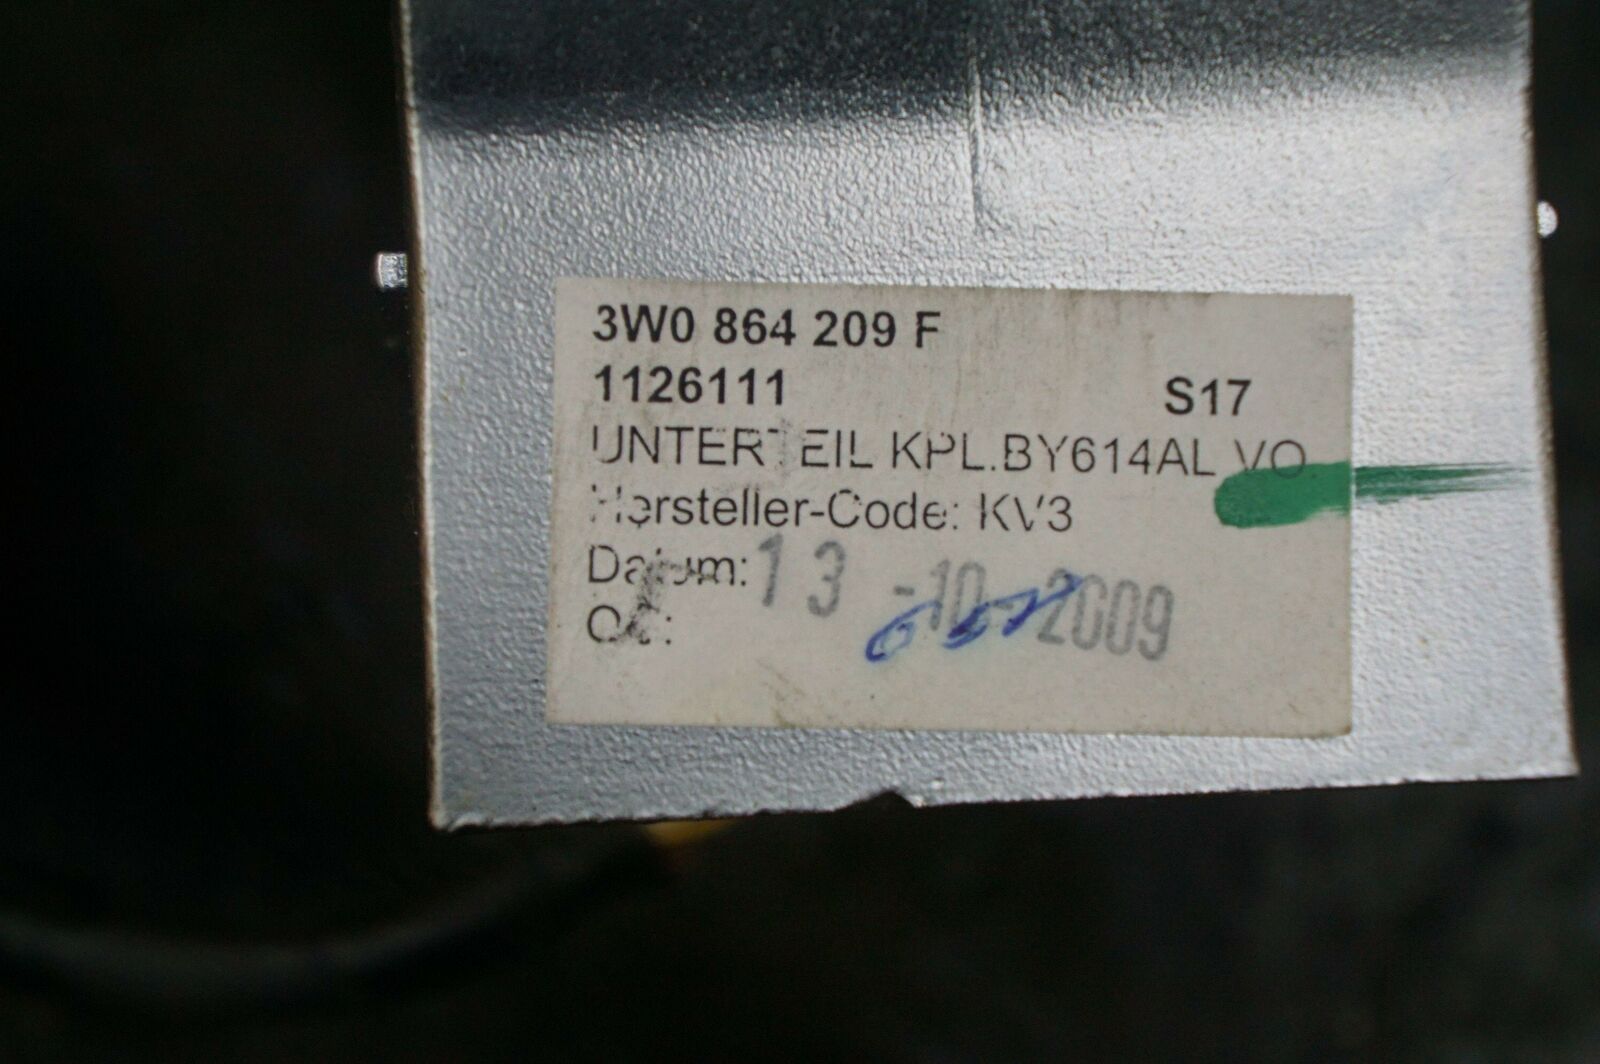 3W0 864 209 F
1126111 S17
UNTERTEIL KPL.BY614AL VO
Hersteller-Code: KV3
Datum: 13 -10- 2009